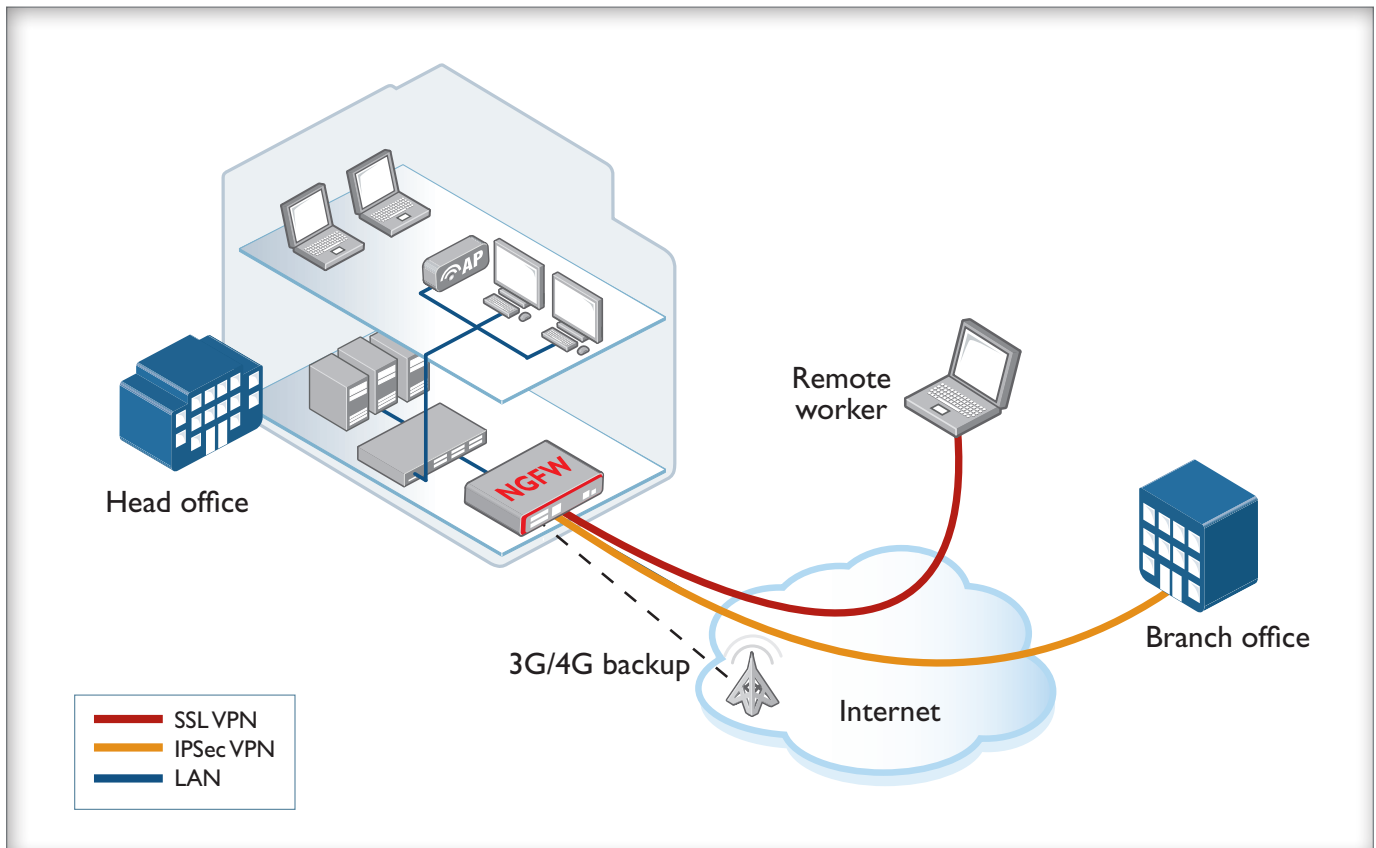 AP
NGFW
Head office
Remote
worker
Branch office
3G/4G backup
Internet
SSL VPN
IPSec VPN
LAN